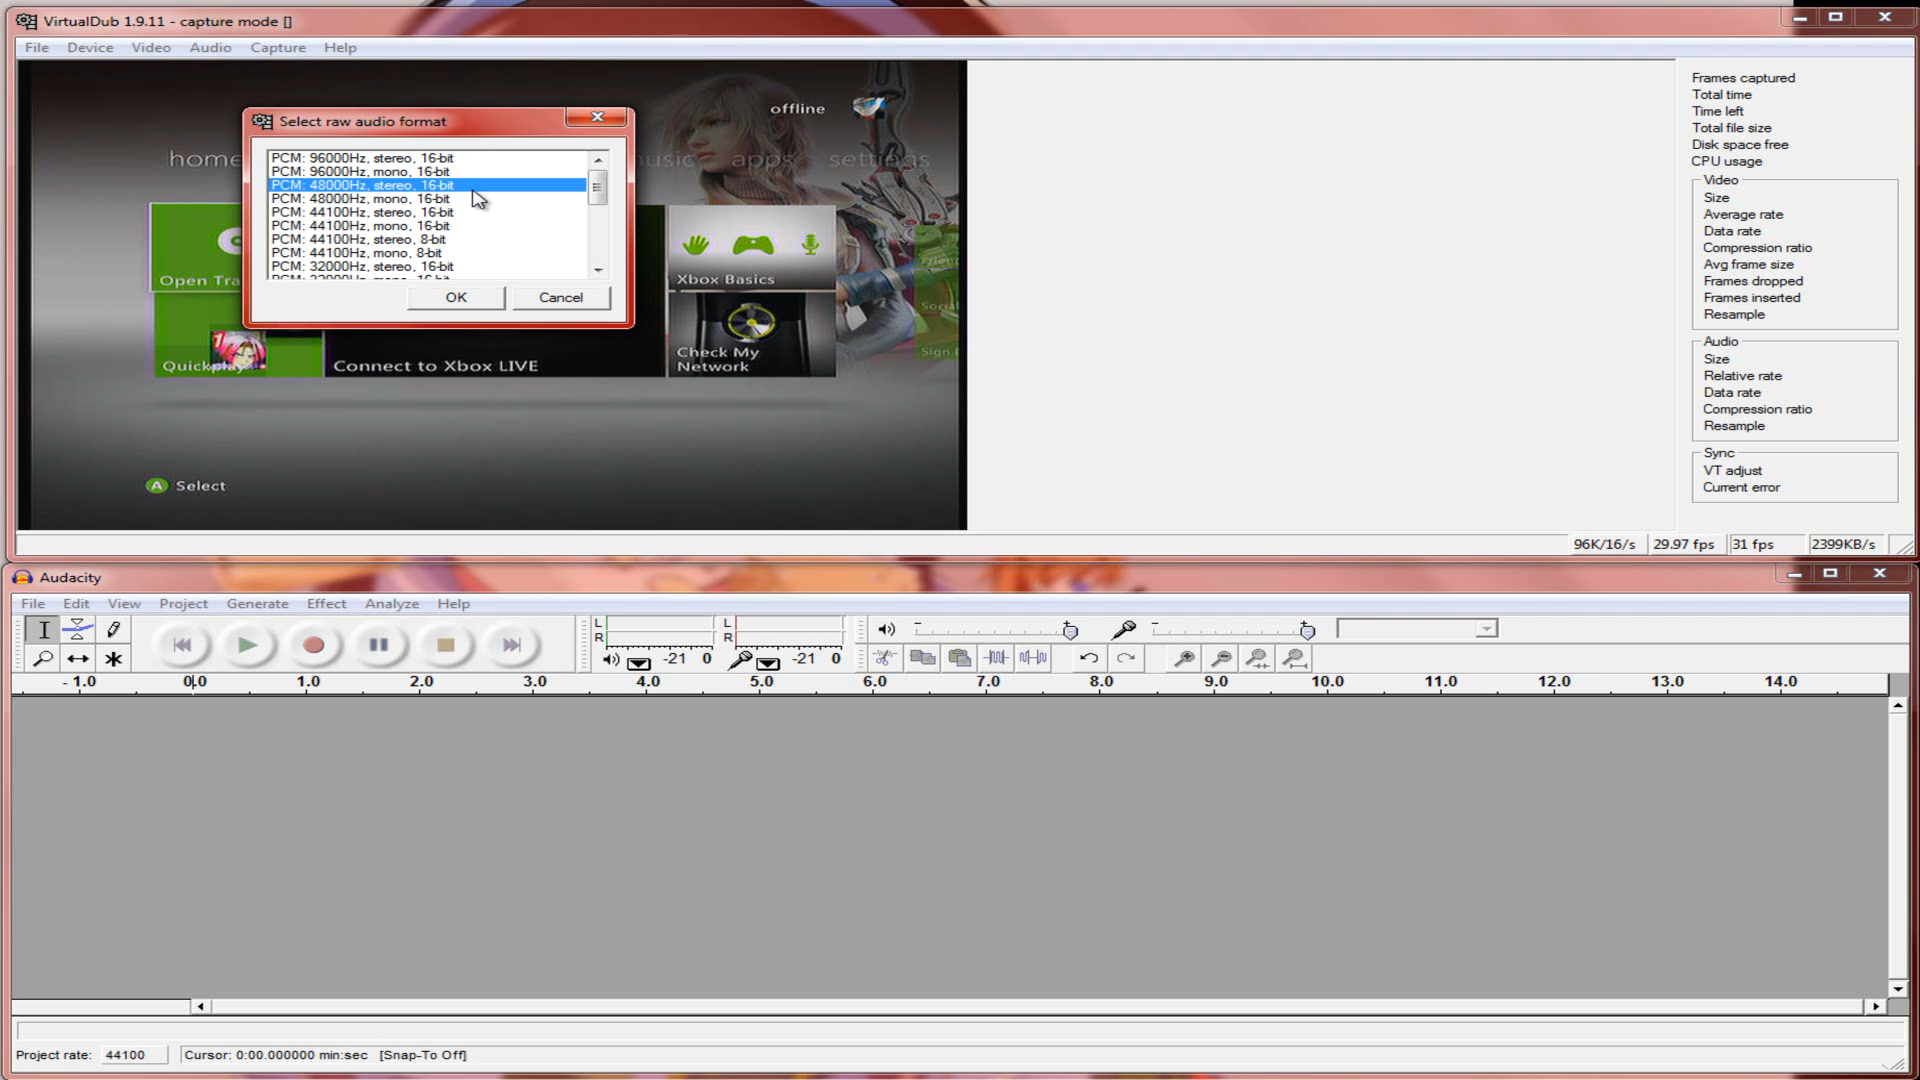 VirtualDub 1.9.11 - capture mode []
File Device Video Audio Capture Help
offline
home
music apps settings
Open Tra
Quickplay
Connect to Xbox LIVE
Xbox Basics
Check My
Network
Social
Sign
A Select
Select raw audio format
PCM: 96000Hz, stereo, 16-bit
PCM: 96000Hz, mono, 16-bit
PCM: 48000Hz, stereo, 16-bit
PCM: 48000Hz, mono, 16-bit
PCM: 44100Hz, stereo, 16-bit
PCM: 44100Hz, mono, 16-bit
PCM: 44100Hz, stereo, 8-bit
PCM: 44100Hz, mono, 8-bit
PCM: 32000Hz, stereo, 16-bit
PCM: 32000Hz, mono, 16-bit
OK Cancel
Frames captured
Total time
Time left
Total file size
Disk space free
CPU usage
Video
Size
Average rate
Data rate
Compression ratio
Avg frame size
Frames dropped
Frames inserted
Resample
Audio
Size
Relative rate
Data rate
Compression ratio
Resample
Sync
VT adjust
Current error
96K/16/s 29.97 fps 31 fps 2399KB/s
Audacity
File Edit View Project Generate Effect Analyze Help
L
R
-21 0
L
R
-21 0
-1.0 0.0 1.0 2.0 3.0 4.0 5.0 6.0 7.0 8.0 9.0 10.0 11.0 12.0 13.0 14.0
Project rate: 44100 Cursor: 0:00.000000 min:sec [Snap-To Off]